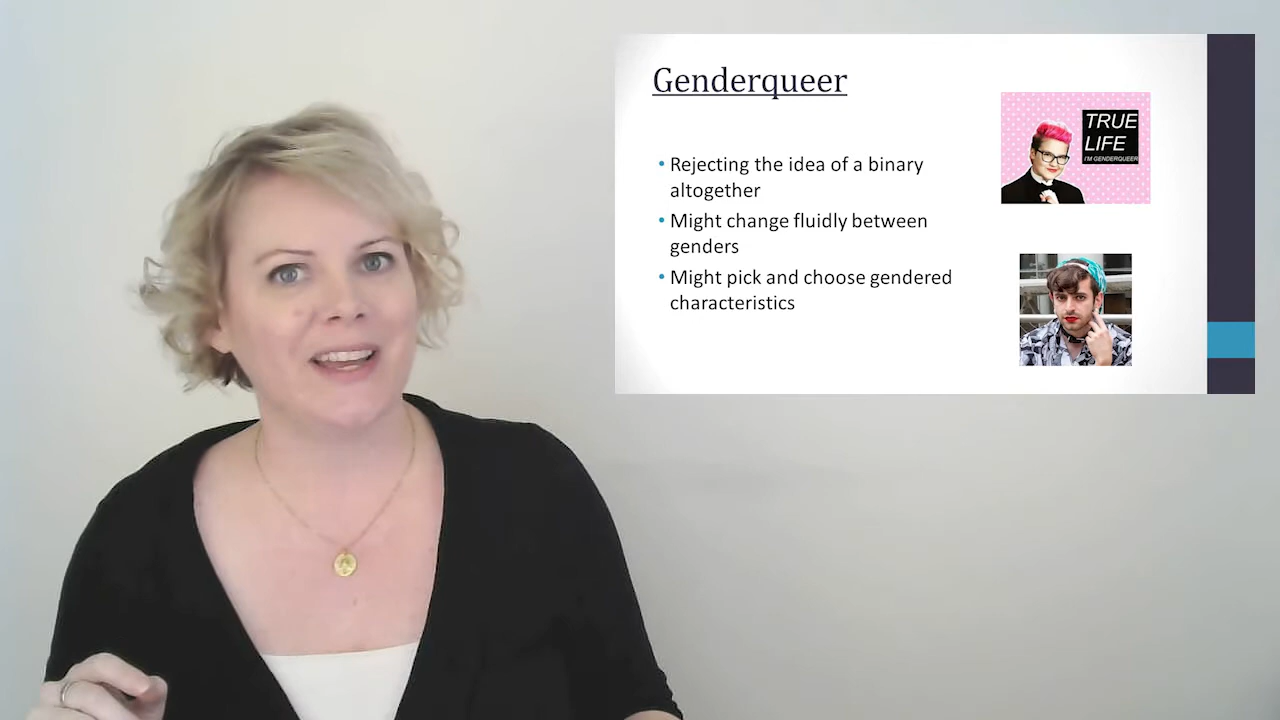 Genderqueer
• Rejecting the idea of a binary
altogether
• Might change fluidly between
genders
• Might pick and choose gendered
characteristics
TRUE
LIFE
I'M GENDERQUEER